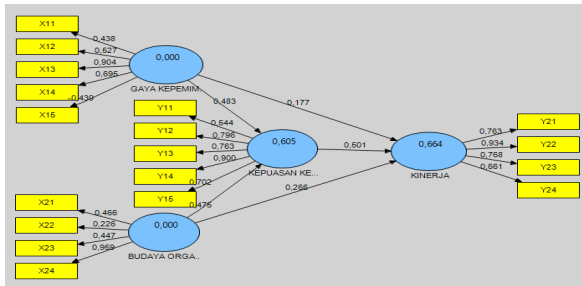 X11
X12
X13
X14
X15
0,438
0,527
0,904
0,695
-0,439
0,000
GAYA KEPEMIM..
0,483
0,177
Y11
Y12
Y13
Y14
Y15
0,544
0,796
0,763
0,900
0,702
0,605
KEPUASAN KE...
0,475
0,501
0,266
0,664
KINERJA
0,763
0,934
0,768
0,661
Y21
Y22
Y23
Y24
X21
X22
X23
X24
0,466
0,226
0,447
0,959
0,000
BUDAYA ORGA..